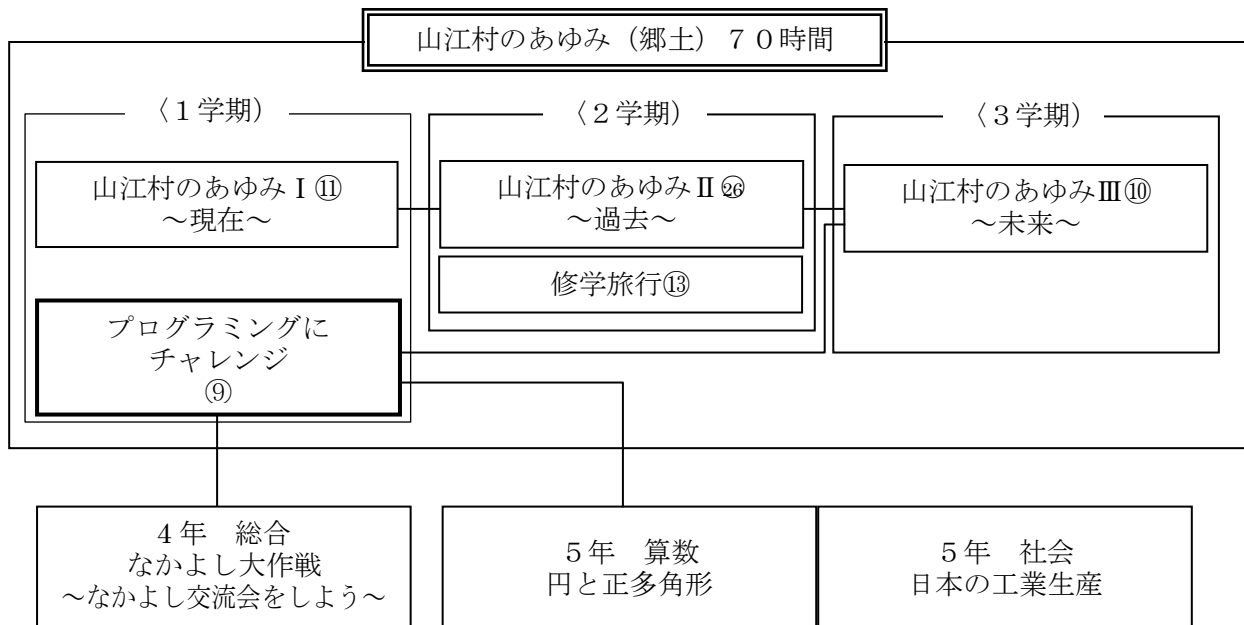 山江村のあゆみ（郷土）７０時間
〈１学期）
〈２学期）
〈３学期）
山江村のあゆみⅠ⑪
～現在～
山江村のあゆみⅡ㉖
～過去～
山江村のあゆみⅢ⑩
～未来～
修学旅行⑬
プログラミングに
チャレンジ
⑨
４年　総合
なかよし大作戦
～なかよし交流会をしよう～
５年　算数
円と正多角形
５年　社会
日本の工業生産